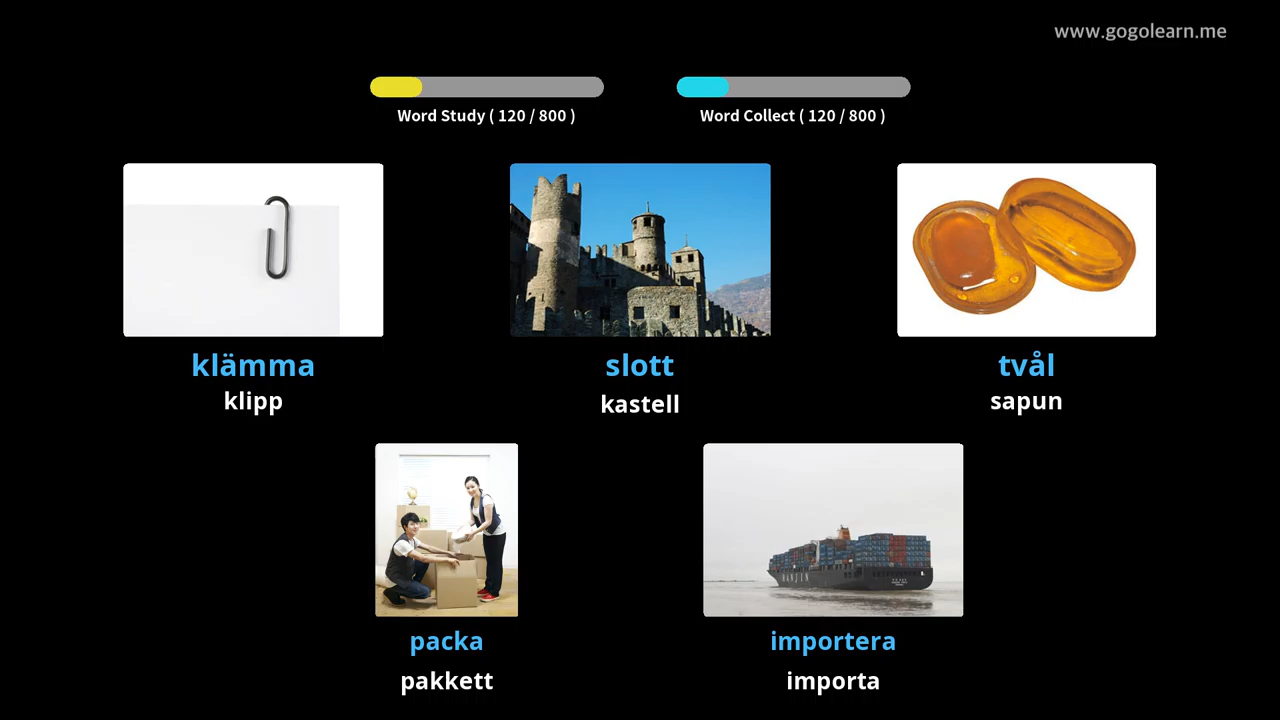 www.gogolearn.me
Word Study ( 120 / 800 )
Word Collect ( 120 / 800 )
klämma
klipp
slott
kastell
tvål
sapun
HANJIN
packa
pakkett
importera
importa